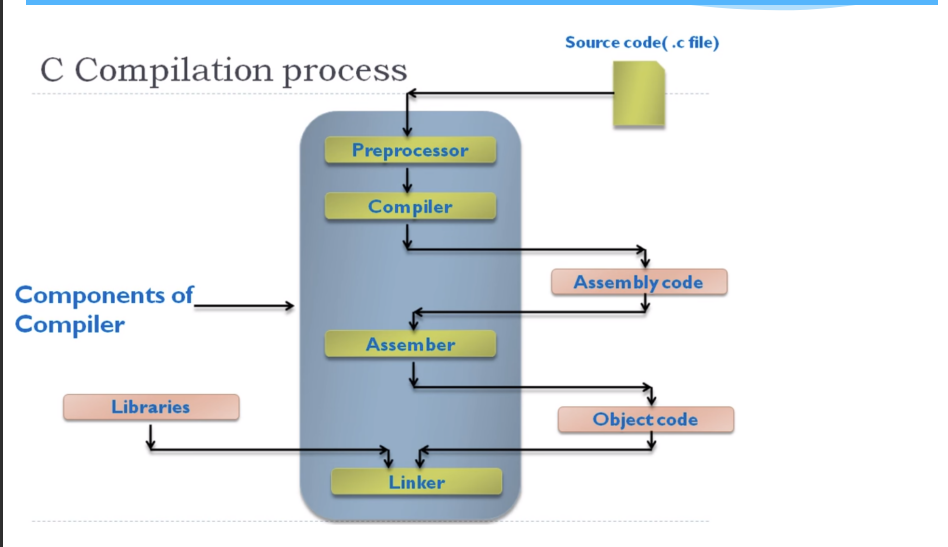 Source code( .c file)
C Compilation process
Preprocessor
Compiler
Assembly code
Components of
Compiler
Assember
Libraries
Object code
Linker